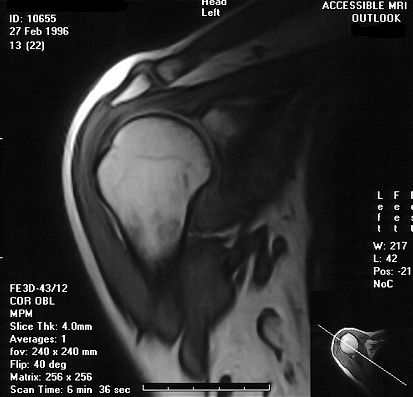 Head
Left
ID: 10655
27 Feb 1996
13 (22)
ACCESSIBLE MRI
OUTLOOK
L F
e e e
f e s
t t t
W: 217
L: 42
Pos: -21
NoC
FE3D-43/12
COR OBL
MPM
Slice Thk: 4.0mm
Averages: 1
fov: 240 x 240 mm
Flip: 40 deg
Matrix: 256 x 256
Scan Time: 6 min 36 sec